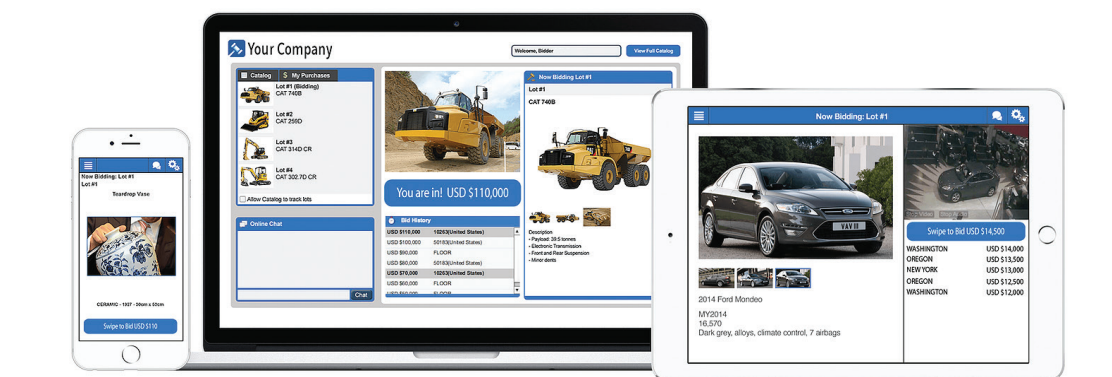 Now Bidding: Lot #1
Lot #1
Teardrop Vase
CERAMIC - 1937 - 50cm x 65cm
Swipe to Bid USD $110
Your Company
Welcome, Bidder
View Full Catalog
Catalog
$ My Purchases
Lot #1 (Bidding)
CAT 740B
Lot #2
CAT 259D
Lot #3
CAT 314D CR
Lot #4
CAT 302.7D CR
Allow Catalog to track lots
Online Chat
Chat
You are in! USD $110,000
Bid History
USD $110,000 10263(United States)
USD $100,000 50183(United States)
USD $90,000 FLOOR
USD $80,000 50183(United States)
USD $70,000 10263(United States)
USD $60,000 FLOOR
USD $50,000 FLOOR
Now Bidding Lot #1
Lot #1
CAT 740B
Description
- Payload: 39.5 tonnes
- Electronic Transmission
- Front and Rear Suspension
- Minor dents
Now Bidding: Lot #1
VAV 111
2014 Ford Mondeo
MY2014
16,570
Dark grey, alloys, climate control, 7 airbags
Swipe to Bid USD $14,500
WASHINGTON USD $14,000
OREGON USD $13,500
NEW YORK USD $13,000
OREGON USD $12,500
WASHINGTON USD $12,000